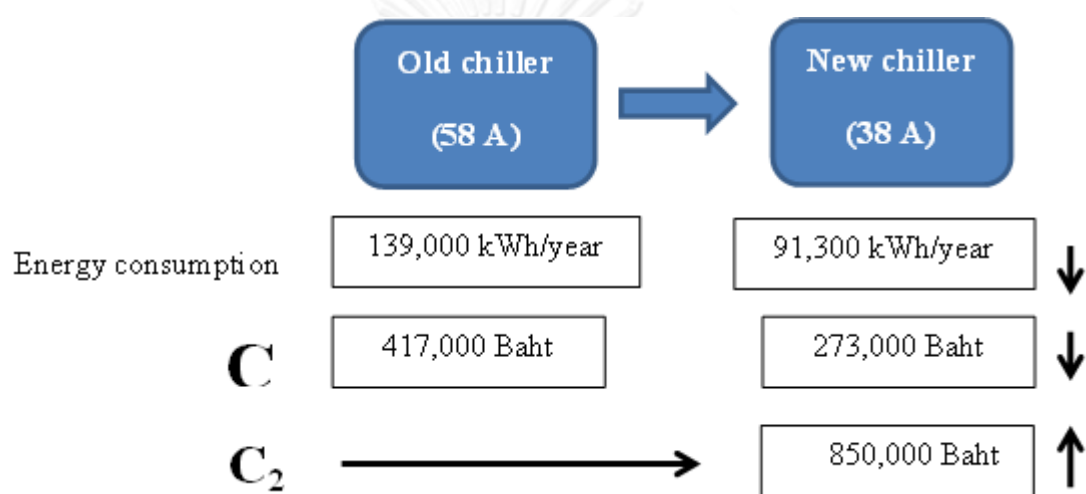 Old chiller
(58 A)
New chiller
(38 A)
Energy consumption
139,000 kWh/year
91,300 kWh/year
C
417,000 Baht
273,000 Baht
C₂
850,000 Baht